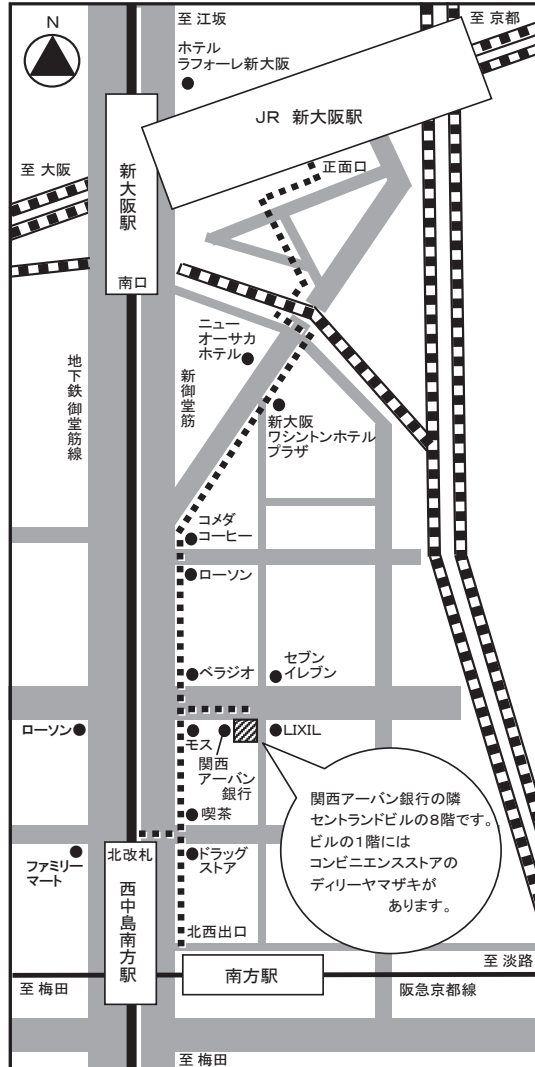 N
至 江坂
至 京都
ホテル
ラフォーレ新大阪
JR 新大阪駅
至 大阪
新大阪駅
正面口
南口
ニュー
オーサカ
ホテル
地下鉄 御堂筋線
新御堂筋
新大阪
ワシントンホテル
プラザ
コメダ
コーヒー
ローソン
ベラジオ
セブン
イレブン
ローソン
モス
関西
アーバン
銀行
LIXIL
関西アーバン銀行の隣
セントランドビルの8階です。
ビルの1階には
コンビニエンスストアの
ディリーヤマザキが
あります。
喫茶
北改札
ファミリー
マート
ドラッグ
ストア
西中島南方駅
北西出口
南方駅
至 淡路
至 梅田
阪急京都線
至 梅田